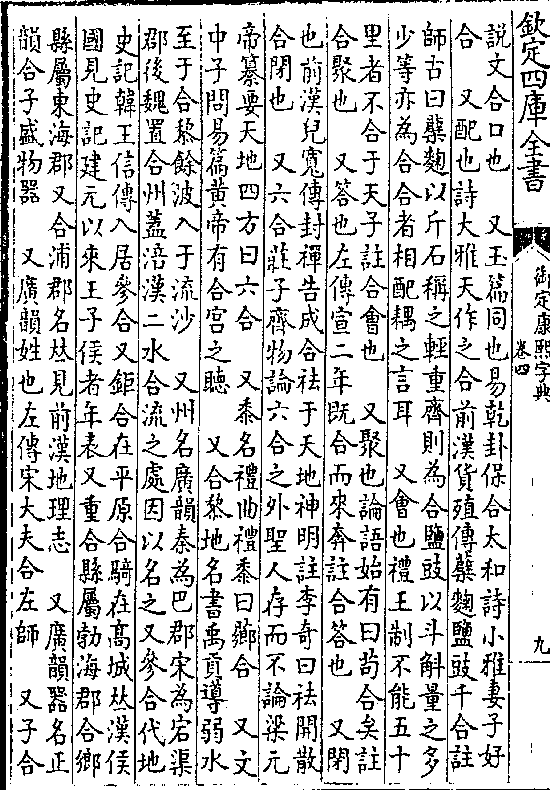 欽定四庫全書
御定康熙字典
卷四
九
說文合口也　又玉篇同也易乾卦保合太和詩小雅妻子好
合　又配也詩大雅天作之合前漢貨殖傳櫱麴鹽豉千合註
師古曰櫱麴以斤石稱之輕重齊則為合鹽豉以斗斛量之多
少等亦為合合者相配耦之言耳　又會也禮王制不能五十
里者不合于天子註合會也　又聚也論語始有曰苟合矣註
合聚也　又答也左傳宣二年既合而來奔註合答也　又閉
也前漢兒寬傳封禪告成合祛于天地神明註李奇曰祛開散
合閉也　又六合莊子齊物論六合之外聖人存而不論梁元
帝纂要天地四方曰六合　又黍名禮曲禮黍曰薌合　又文
中子問易篇黃帝有合宮之聽　又合黎地名書禹貢導弱水
至于合黎餘波入于流沙　又州名廣韻秦為巴郡宋為宕渠
郡後魏置合州蓋涪漢二水合流之處因以名之又參合代地
史記韓王信傳入居參合又鉅合在平原合騎在高城𠀤漢侯
國見史記建元以來王子侯者年表又重合縣屬勃海郡合鄉
縣屬東海郡又合浦郡名𠀤見前漢地理志　又廣韻器名正
韻合子盛物器　又廣韻姓也左傳宋大夫合左師　又子合